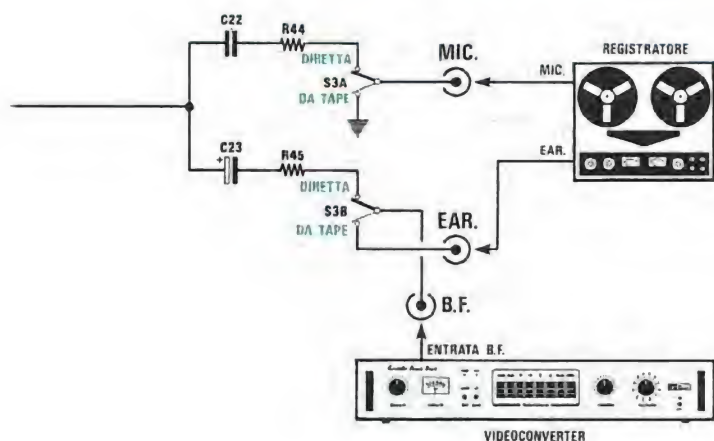 C22
R44
DIRETTA
S3A
DA TAPE
MIC.
REGISTRATORE
MIC.
EAR.
C23
+
R45
DIRETTA
S3B
DA TAPE
EAR.
B.F.
ENTRATA B.F.
VIDEOCONVERTER